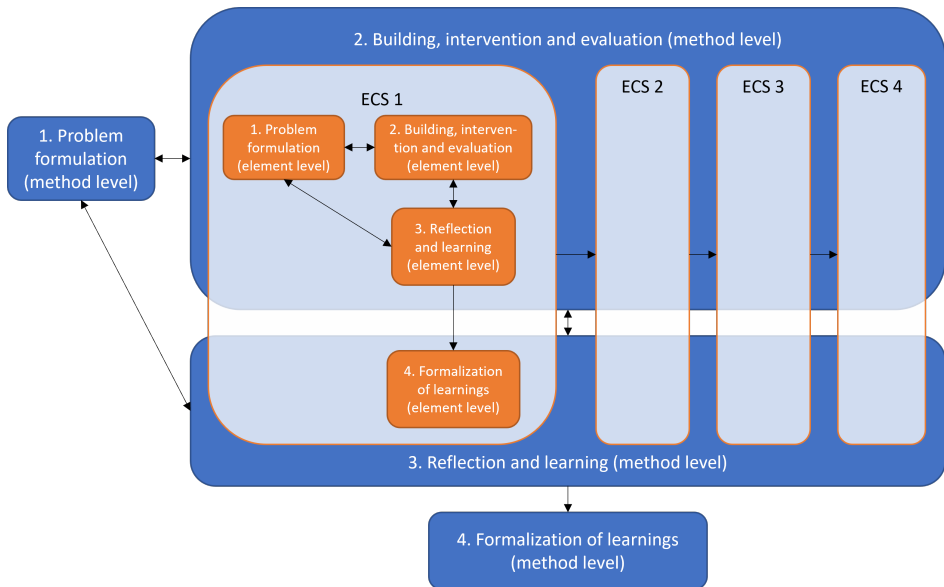 2. Building, intervention and evaluation (method level)
1. Problem
formulation
(method level)
ECS 1
1. Problem
formulation
(element level)
2. Building, interven-
tion and evaluation
(element level)
3. Reflection
and learning
(element level)
4. Formalization
of learnings
(element level)
ECS 2
ECS 3
ECS 4
3. Reflection and learning (method level)
4. Formalization of learnings
(method level)